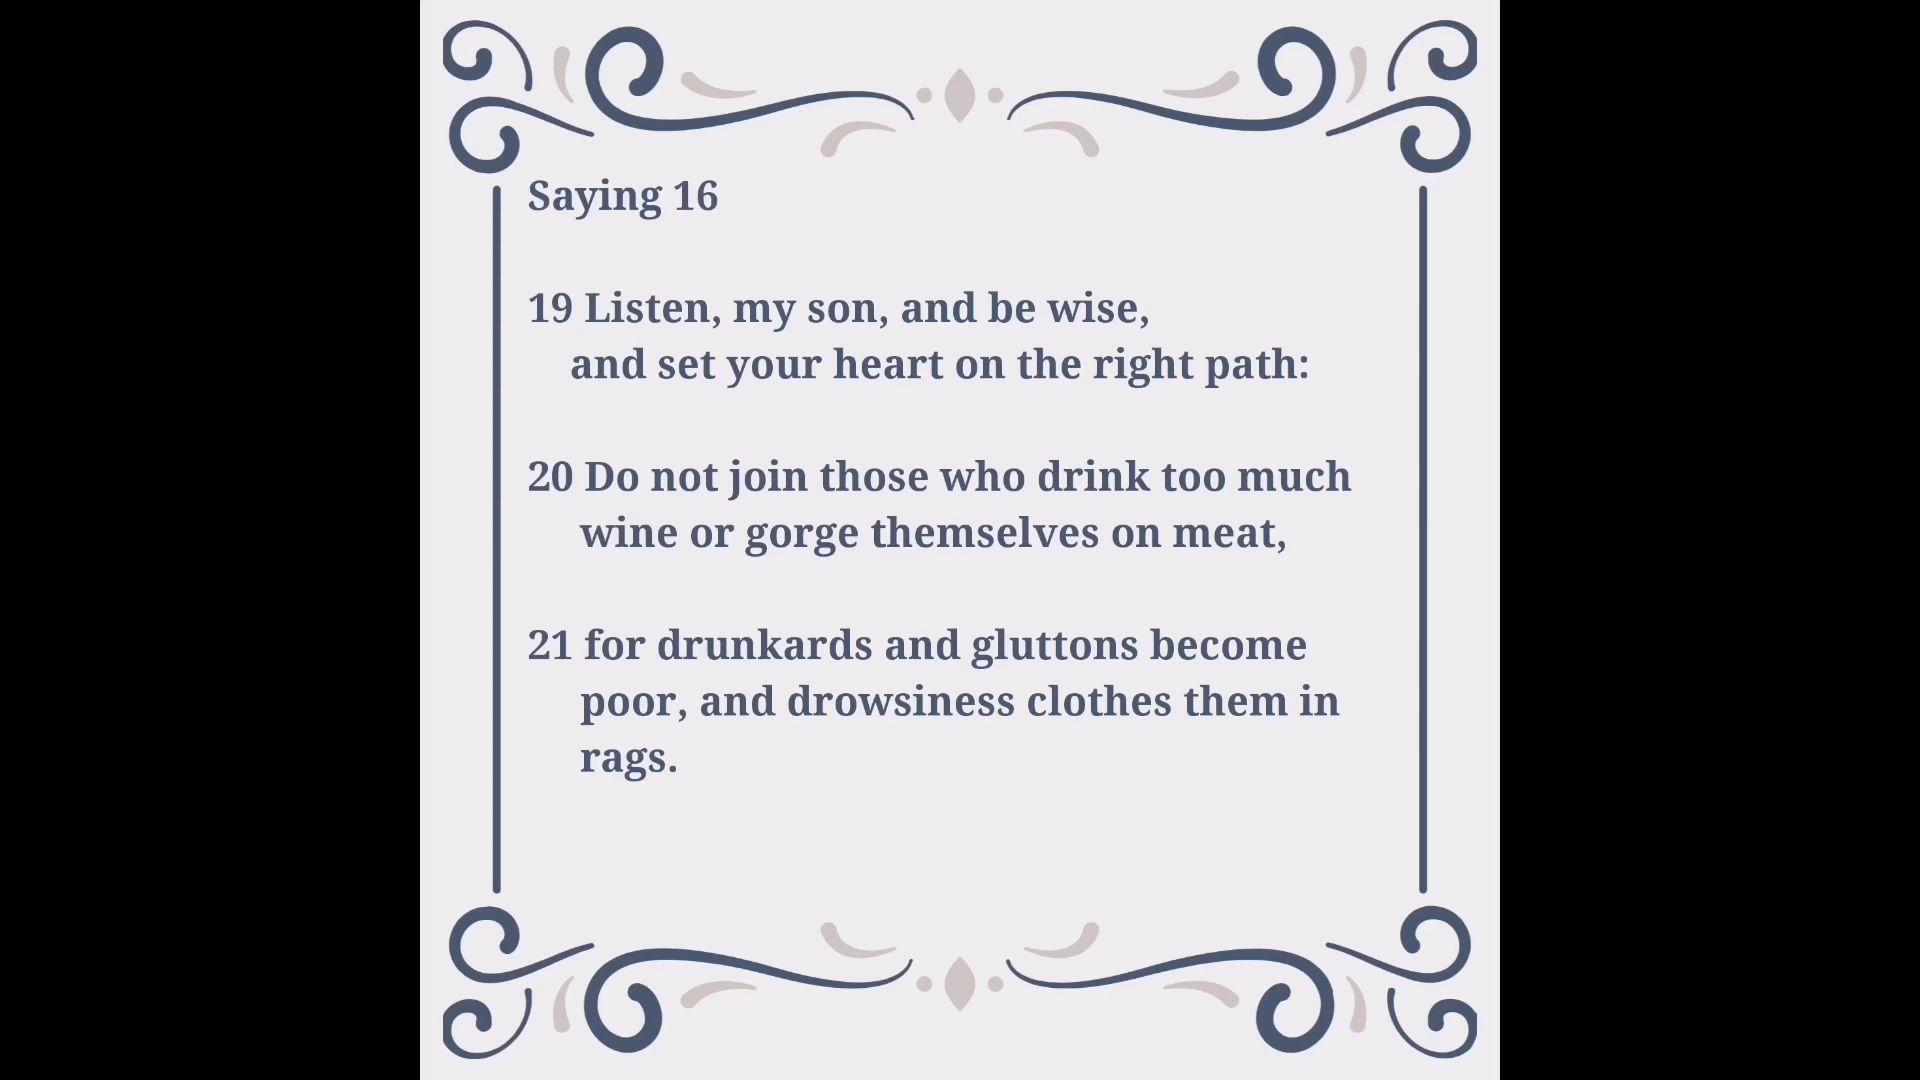 Saying 16
19 Listen, my son, and be wise,
and set your heart on the right path:
20 Do not join those who drink too much
wine or gorge themselves on meat,
21 for drunkards and gluttons become
poor, and drowsiness clothes them in
rags.